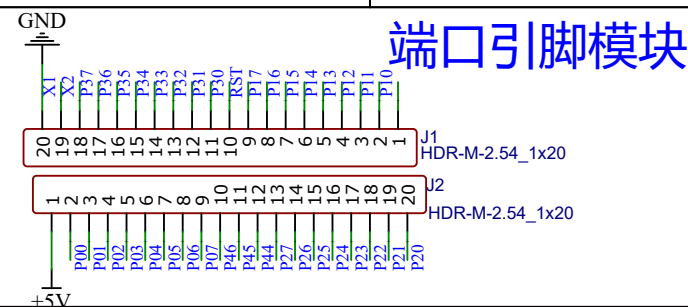 GND
端口引脚模块
X1 X2 P37 P36 P35 P34 P33 P32 P31 P30 RST P17 P16 P15 P14 P13 P12 P11 P10
20 19 18 17 16 15 14 13 12 11 10 9 8 7 6 5 4 3 2 1
J1
HDR-M-2.54_1x20
1 2 3 4 5 6 7 8 9 10 11 12 13 14 15 16 17 18 19 20
J2
HDR-M-2.54_1x20
P00 P01 P02 P03 P04 P05 P06 P07 P46 P45 P44 P27 P26 P25 P24 P23 P22 P21 P20
+5V